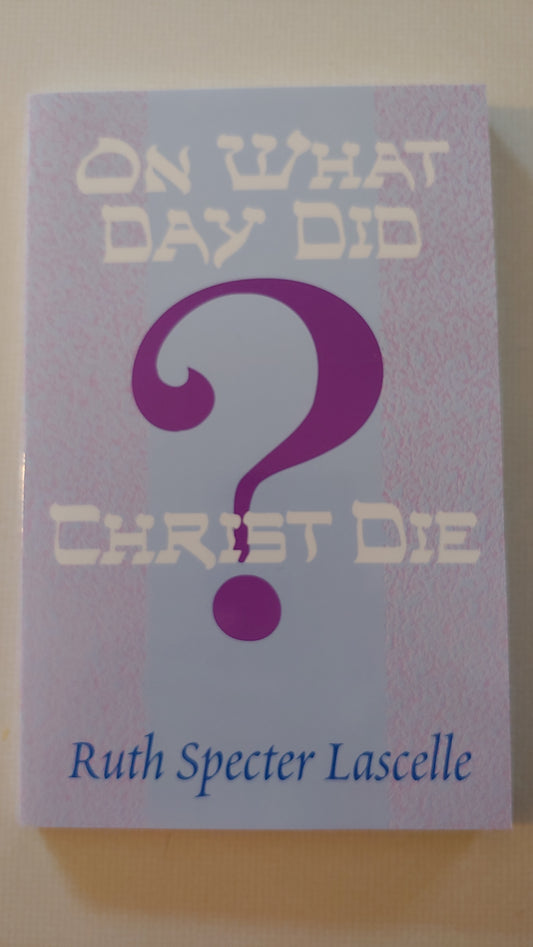 On What
Day Did
?
Christ Die
Ruth Specter Lascelle